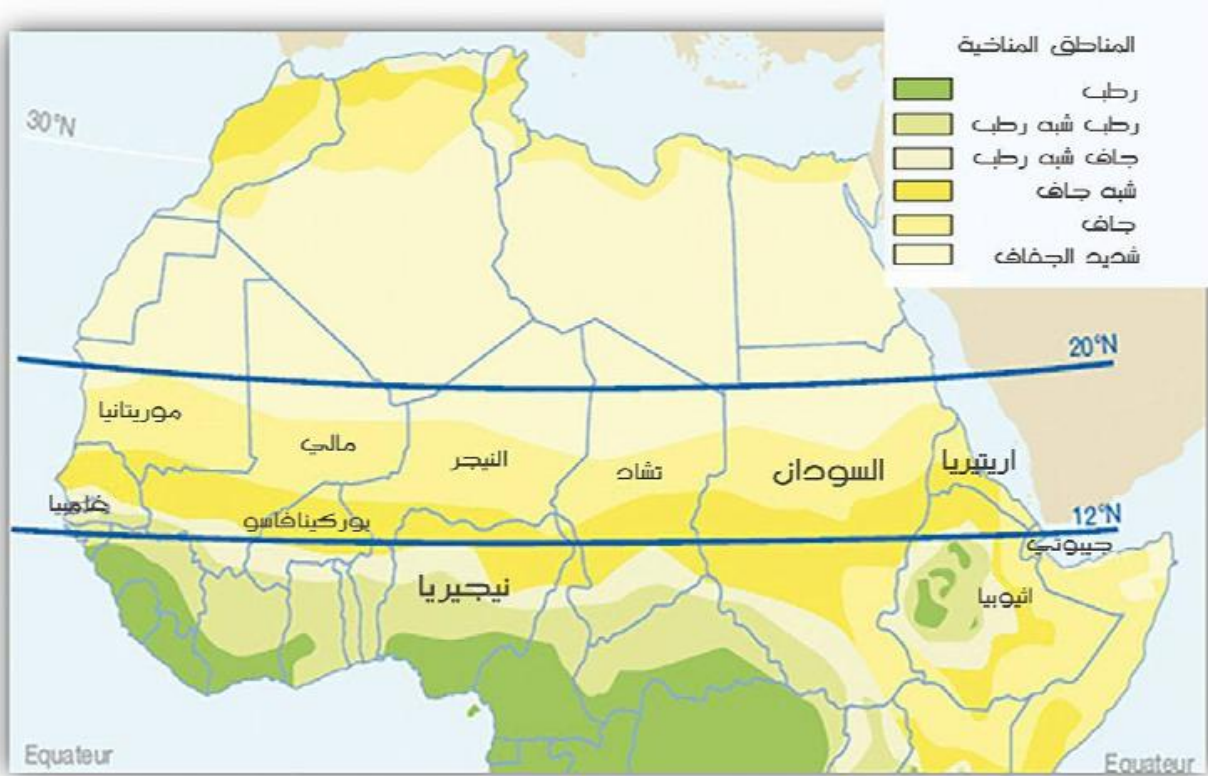 المناطق المناخية
رطب
رطب شبه رطب
جاف شبه رطب
شبه جاف
جاف
شديد الجفاف
30°N
20°N
موريتانيا
مالي
النيجر
تشاد
السودان
اريتيريا
غامبيا
بوركينافاسو
12°N
جيبوتي
نيجيريا
اثيوبيا
Equateur
Equateur